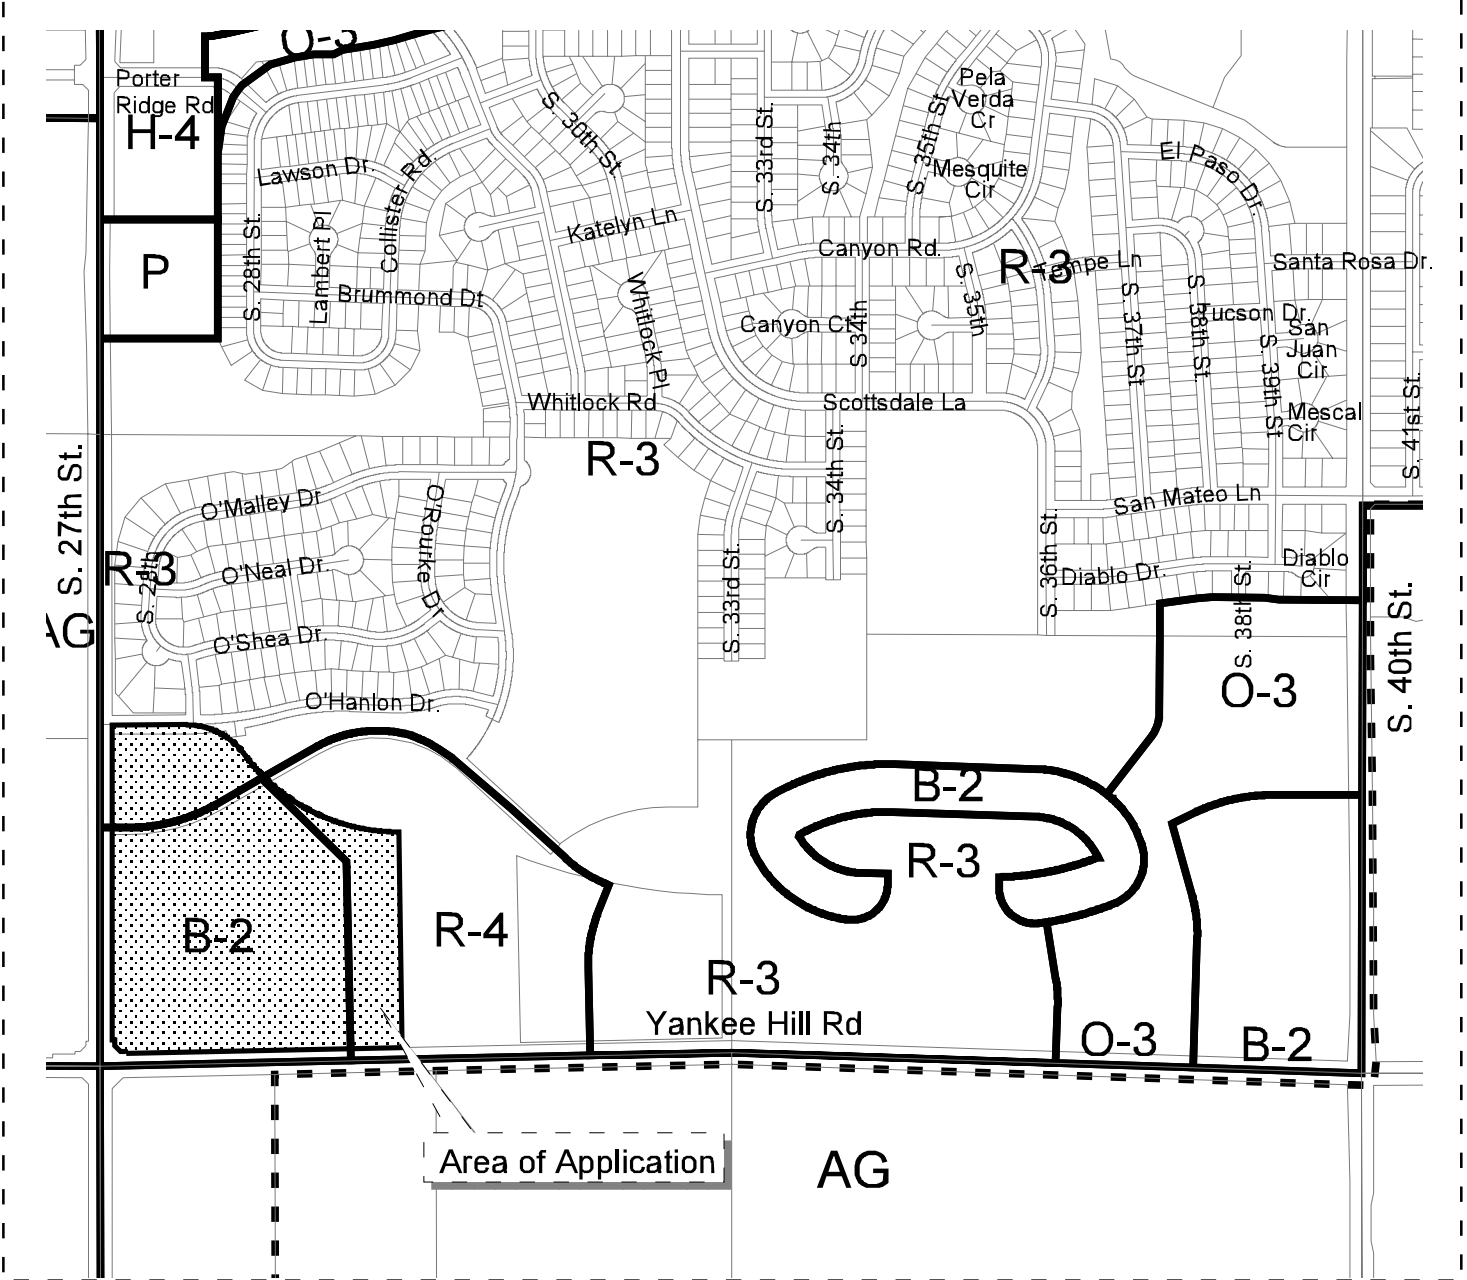 O-3
Porter
Ridge Rd
H-4
Pela
Verda
Cr
S. 30th St
S. 33rd St.
S. 34th
S. 35th St
El Paso Dr.
Lawson Dr.
Collister Rd.
Mesquite
Cir
S. 28th St.
Lambert Pl
Katelyn Ln
Canyon Rd.
R-3
Tempe Ln
Santa Rosa Dr.
P
Brummond Dr
Whitlock Pl
Canyon Ct
S. 34th
S. 35th
S. 37th St
S. 38th St.
Tucson Dr.
San
Juan
Cir
S. 39th St
Whitlock Rd
Scottsdale La
Mescal
Cir
S. 41st St.
R-3
S. 34th St.
S. 27th St.
O'Malley Dr
O'Rourke Dr.
San Mateo Ln
R-3
S. 28th
O'Neal Dr.
S. 33rd St.
S. 36th St.
Diablo Dr.
Diablo
Cir
S. 38th St.
S. 40th St.
AG
O'Shea Dr.
O'Hanlon Dr.
O-3
B-2
R-3
B-2
R-4
R-3
Yankee Hill Rd
O-3
B-2
Area of Application
AG